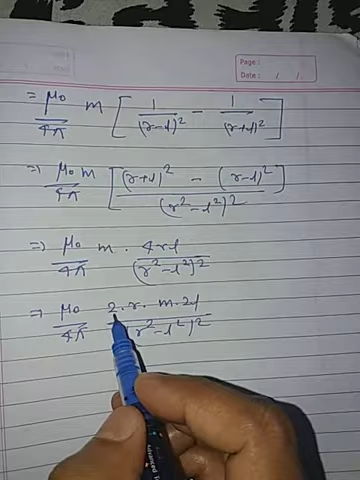 Page :
Date : / /
= μ₀/4π m [ 1/(r-l)² - 1/(r+l)² ]
⇒ μ₀m/4π [ (r+l)² - (r-l)² / (r²-l²)² ]
⇒ μ₀/4π m · 4rl/(r²-l²)²
⇒ μ₀/4π 2·r· m·2l/(r²-l²)²